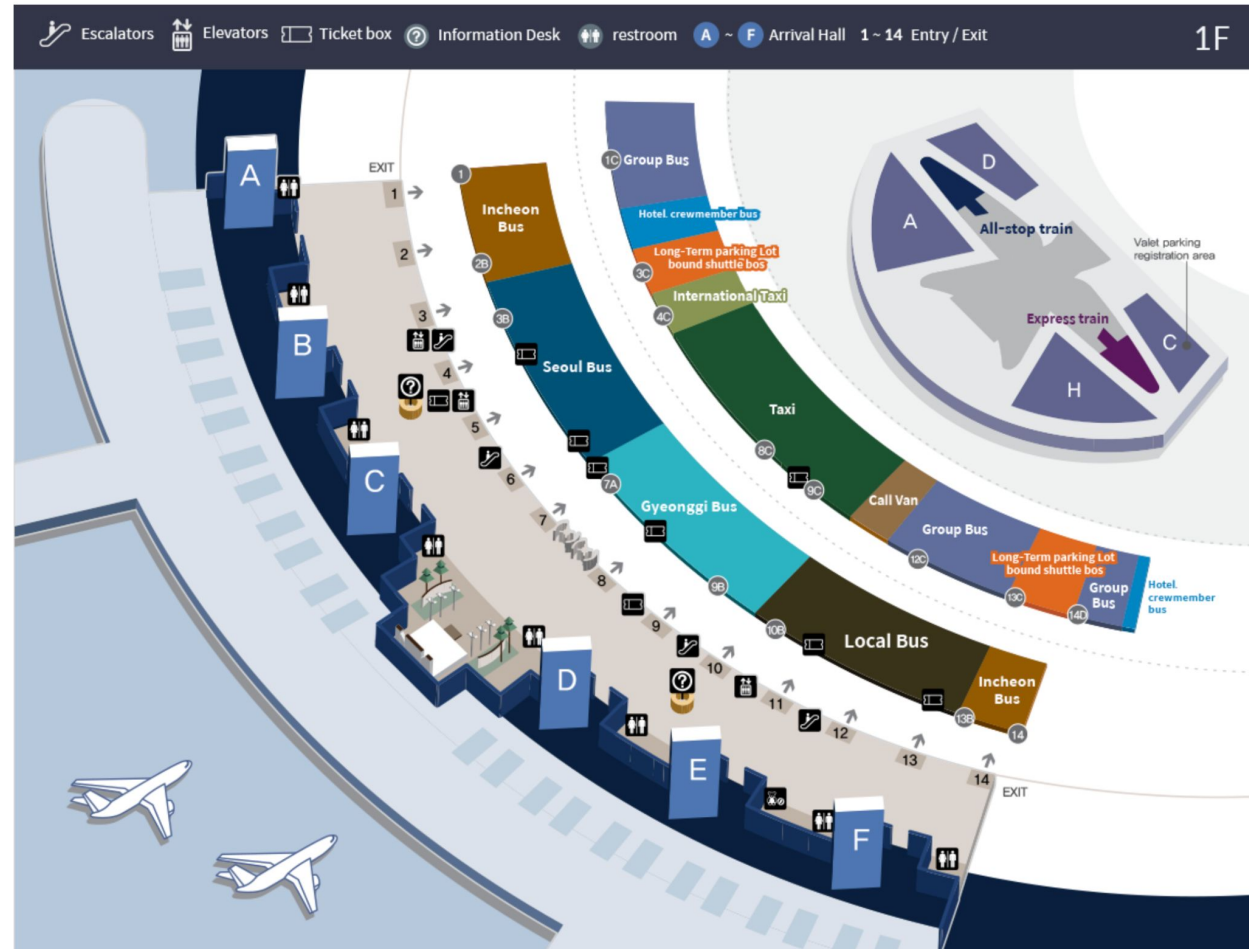 Escalators
Elevators
Ticket box
Information Desk
restroom
A ~ F Arrival Hall
1 ~ 14 Entry / Exit
1F
A
B
C
D
E
F
EXIT
1
2
3
4
5
6
7
8
9
10
11
12
13
14
EXIT
1
Incheon
Bus
2B
3B
Seoul Bus
7A
Gyeonggi Bus
9B
10B
Local Bus
13B
Incheon
Bus
14
1C
Group Bus
Hotel. crewmember bus
3C
Long-Term parking Lot
bound shuttle bos
4C
International Taxi
Taxi
8C
9C
Call Van
12C
Group Bus
Long-Term parking Lot
bound shuttle bos
13C
14D
Group
Bus
Hotel.
crewmember
bus
A
D
All-stop train
Valet parking
registration area
Express train
C
H